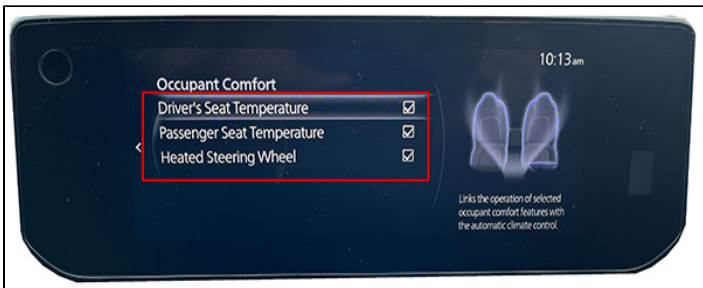 10:13am
Occupant Comfort
Driver's Seat Temperature
Passenger Seat Temperature
Heated Steering Wheel
Links the operation of selected
occupant comfort features with
the automatic climate control.